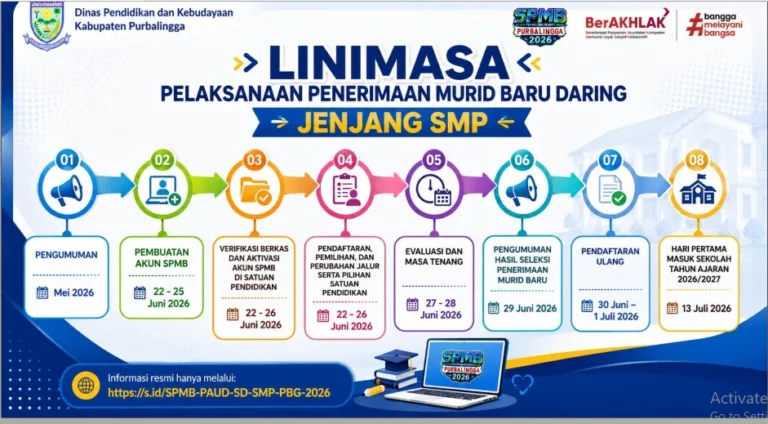 Dinas Pendidikan dan Kebudayaan
Kabupaten Purbalingga
SPMB
PURBALINGGA
2026
BerAKHLAK
#bangga
melayani
bangsa
LINIMASA
PELAKSANAAN PENERIMAAN MURID BARU DARING
JENJANG SMP
01
02
03
04
05
06
07
08
PENGUMUMAN
Mei 2026
PEMBUATAN
AKUN SPMB
22 - 25
Juni 2026
VERIFIKASI BERKAS
DAN AKTIVASI
AKUN SPMB
DI SATUAN
PENDIDIKAN
22 - 26
Juni 2026
PENDAFTARAN,
PEMILIHAN, DAN
PERUBAHAN JALUR
SERTA PILIHAN
SATUAN
PENDIDIKAN
22 - 26
Juni 2026
EVALUASI DAN
MASA TENANG
27 - 28
Juni 2026
PENGUMUMAN
HASIL SELEKSI
PENERIMAAN
MURID BARU
29 Juni 2026
PENDAFTARAN
ULANG
30 Juni –
1 Juli 2026
HARI PERTAMA
MASUK SEKOLAH
TAHUN AJARAN
2026/2027
13 Juli 2026
Informasi resmi hanya melalui:
https://s.id/SPMB-PAUD-SD-SMP-PBG-2026
SPMB
PURBALINGGA
2026
Activate
Go to Setti